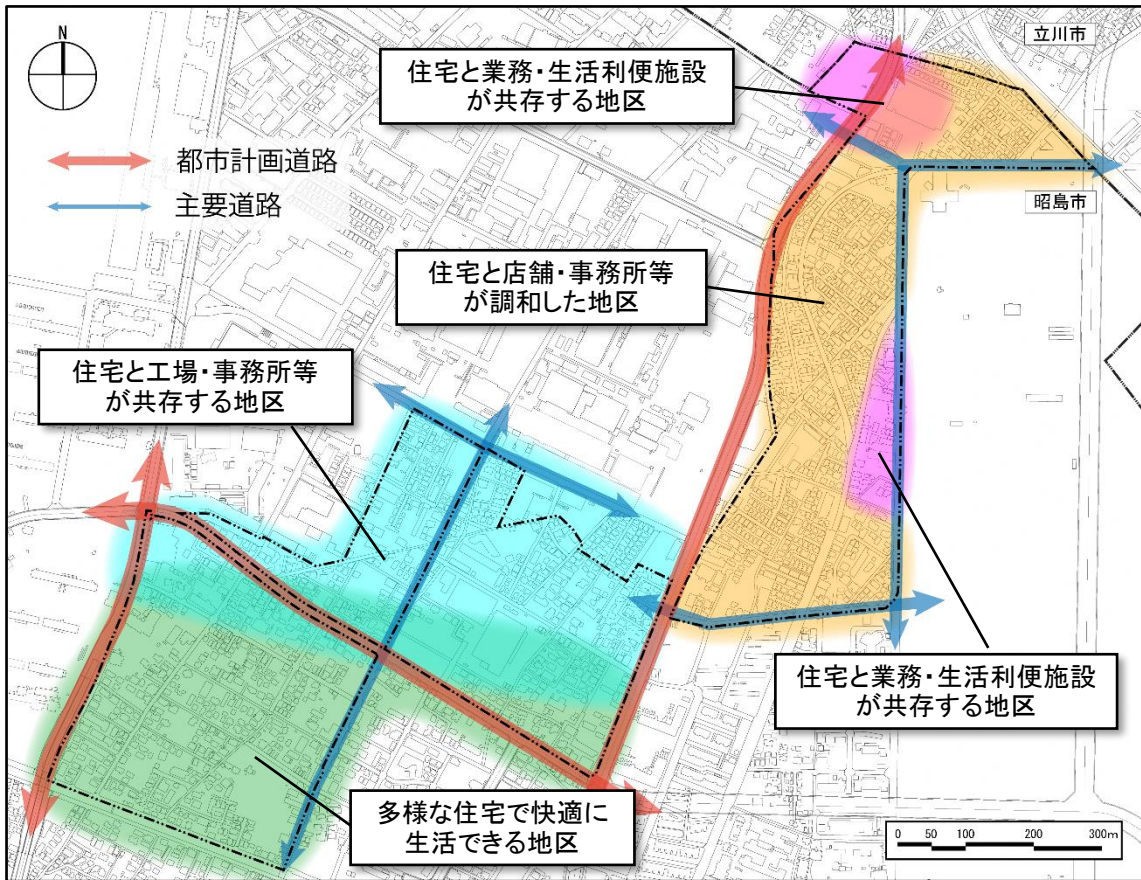 N
立川市
住宅と業務・生活利便施設
が共存する地区
都市計画道路
主要道路
昭島市
住宅と店舗・事務所等
が調和した地区
住宅と工場・事務所等
が共存する地区
住宅と業務・生活利便施設
が共存する地区
多様な住宅で快適に
生活できる地区
0 50 100 200 300m